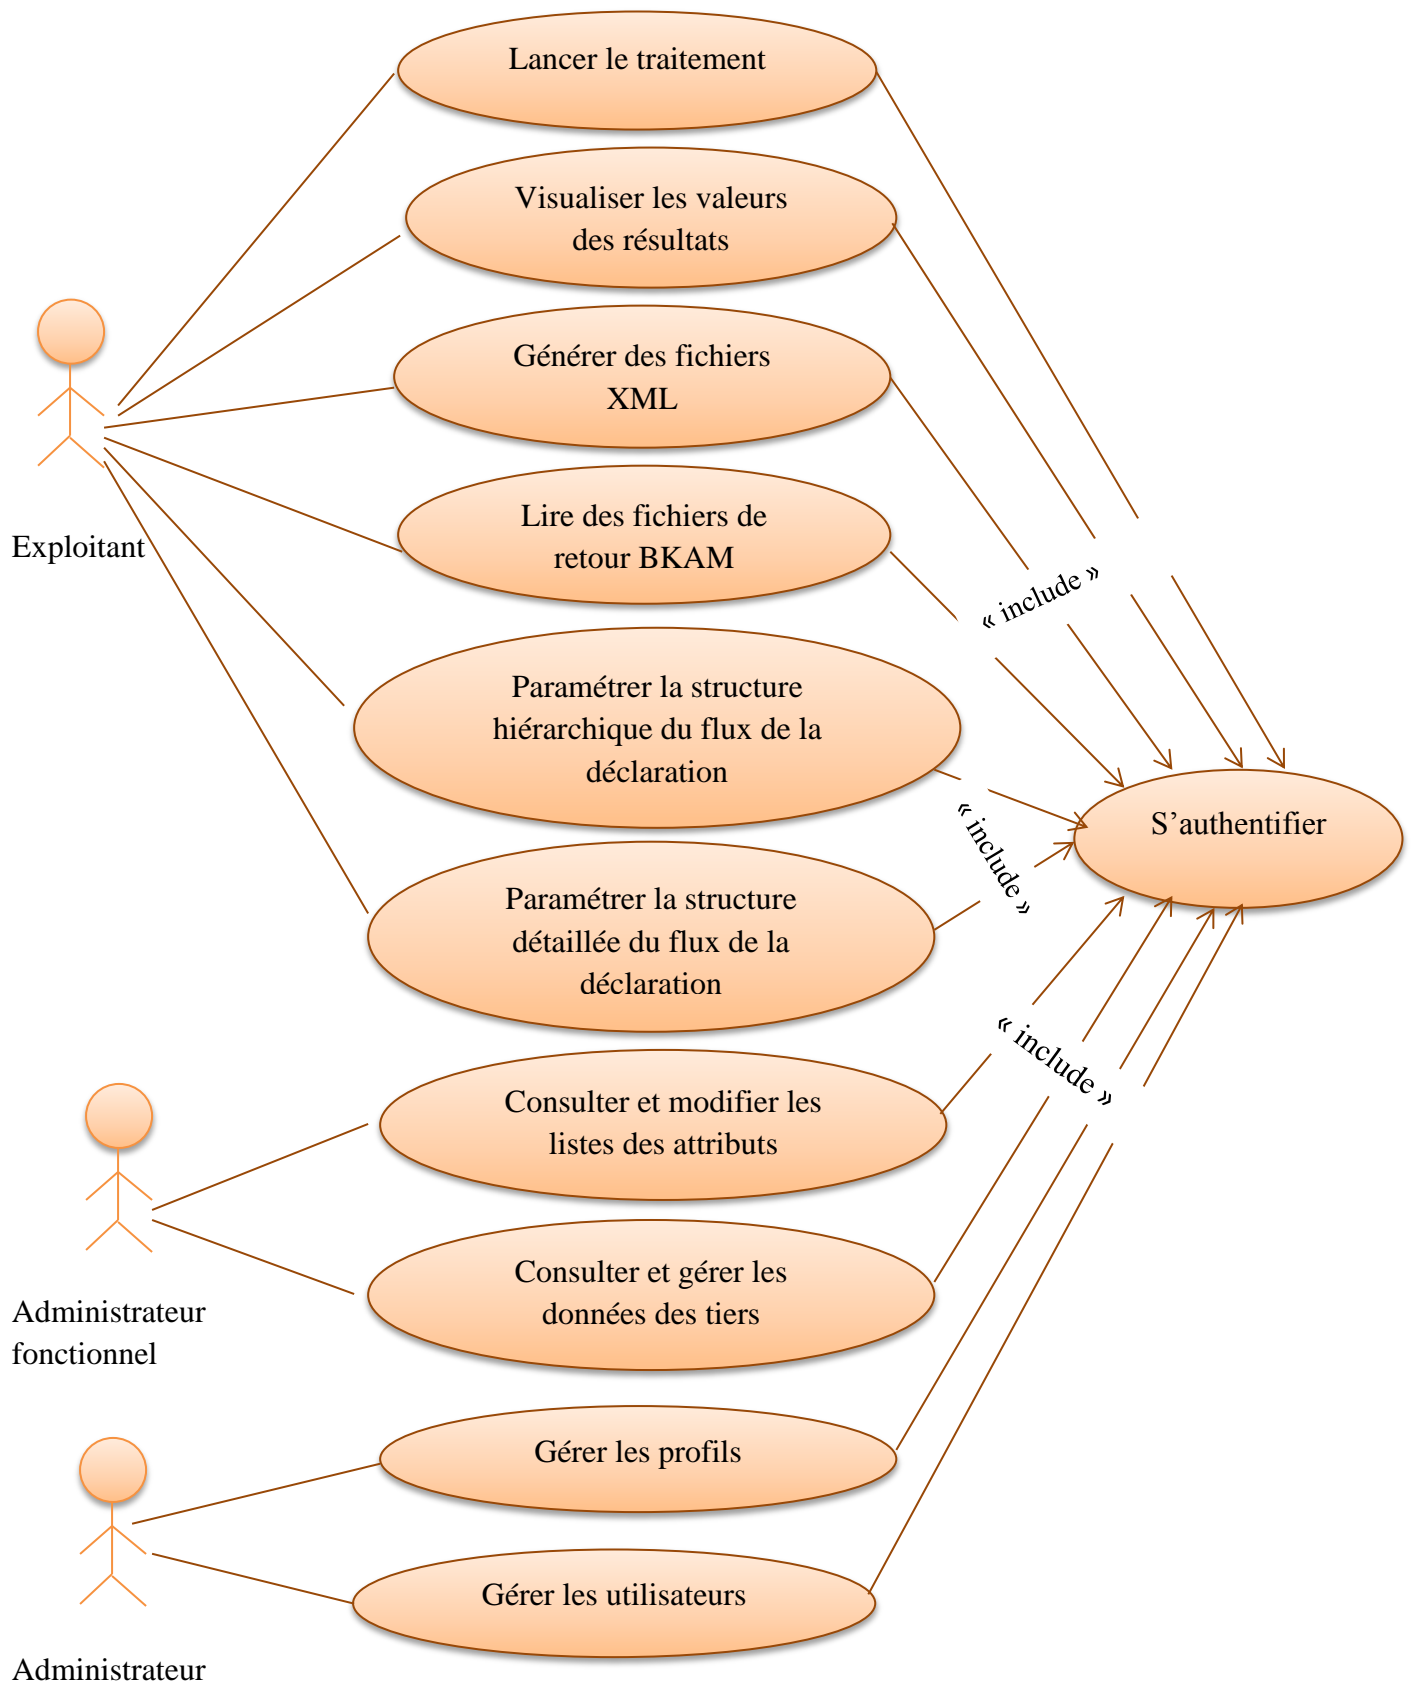 Lancer le traitement
Visualiser les valeurs
des résultats
Générer des fichiers
XML
Lire des fichiers de
retour BKAM
Exploitant
« include »
Paramétrer la structure
hiérarchique du flux de la
déclaration
« include »
S’authentifier
Paramétrer la structure
détaillée du flux de la
déclaration
« include »
Consulter et modifier les
listes des attributs
Consulter et gérer les
données des tiers
Administrateur
fonctionnel
Gérer les profils
Gérer les utilisateurs
Administrateur